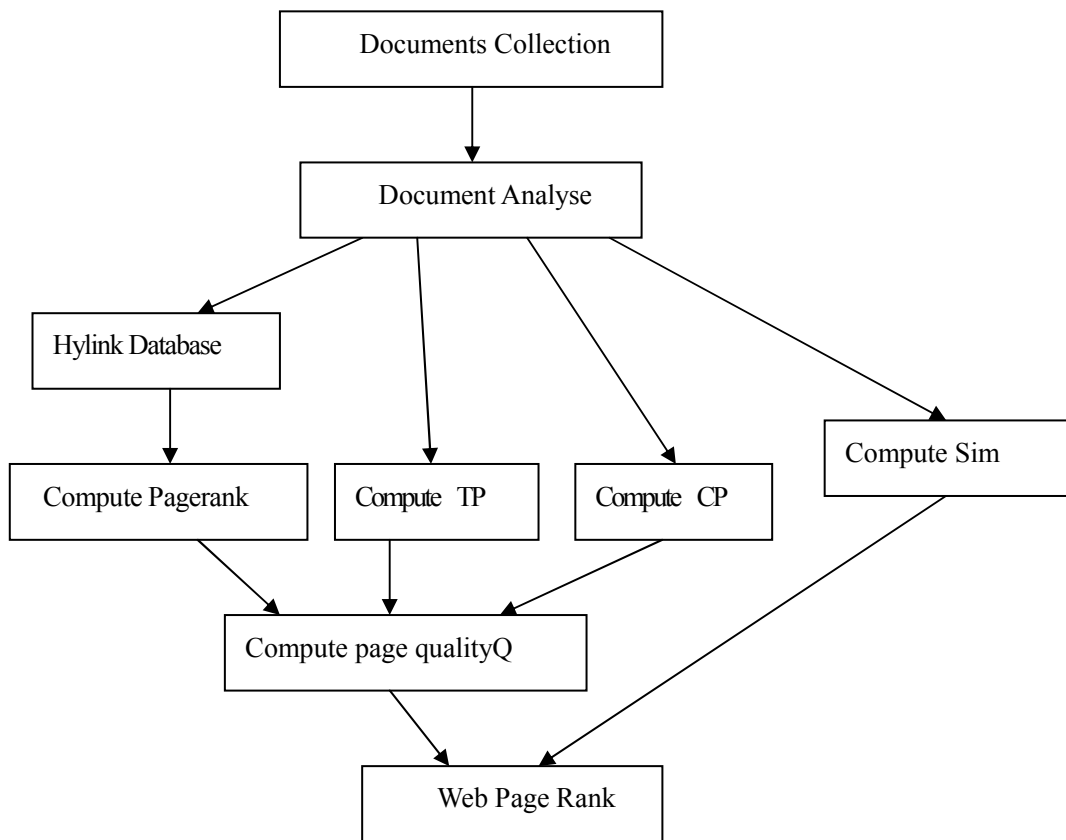 Documents Collection
Document Analyse
Hylink Database
Compute Sim
Compute Pagerank
Compute TP
Compute CP
Compute page qualityQ
Web Page Rank